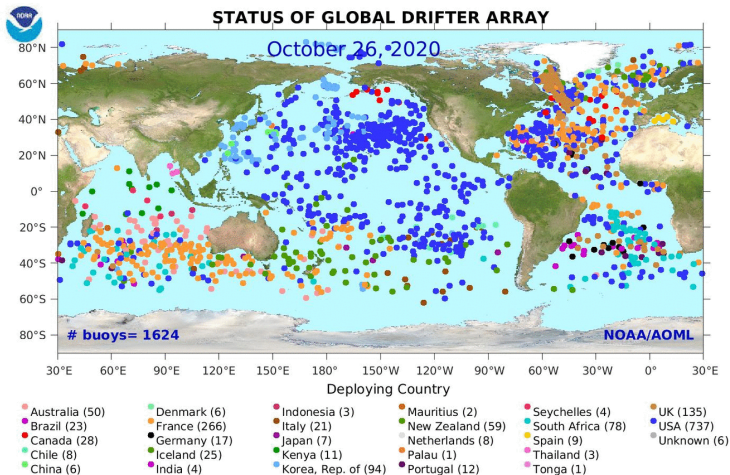 NOAA
STATUS OF GLOBAL DRIFTER ARRAY
October 26, 2020
80°N
60°N
40°N
20°N
0°
20°S
40°S
60°S
80°S
# buoys= 1624
NOAA/AOML
30°E 60°E 90°E 120°E 150°E 180° 150°W 120°W 90°W 60°W 30°W 0° 30°E
Deploying Country
Australia (50)
Brazil (23)
Canada (28)
Chile (8)
China (6)
Denmark (6)
France (266)
Germany (17)
Iceland (25)
India (4)
Indonesia (3)
Italy (21)
Japan (7)
Kenya (11)
Korea, Rep. of (94)
Mauritius (2)
New Zealand (59)
Netherlands (8)
Palau (1)
Portugal (12)
Seychelles (4)
South Africa (78)
Spain (9)
Thailand (3)
Tonga (1)
UK (135)
USA (737)
Unknown (6)